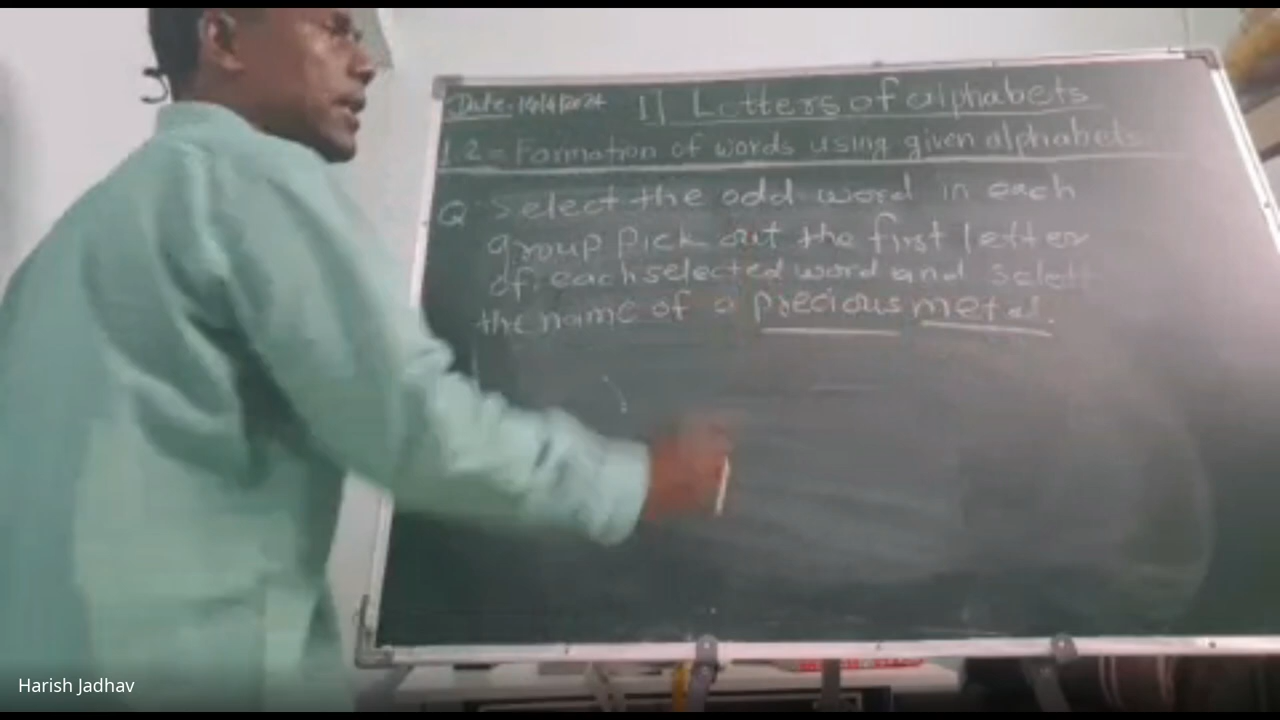 Date: 16/4/2024 1] Letters of alphabets
1.2 = Formation of words using given alphabets
Q Select the odd word in each
group Pick out the first letter
of each selected word and Select
the name of a precious metal.
Harish Jadhav